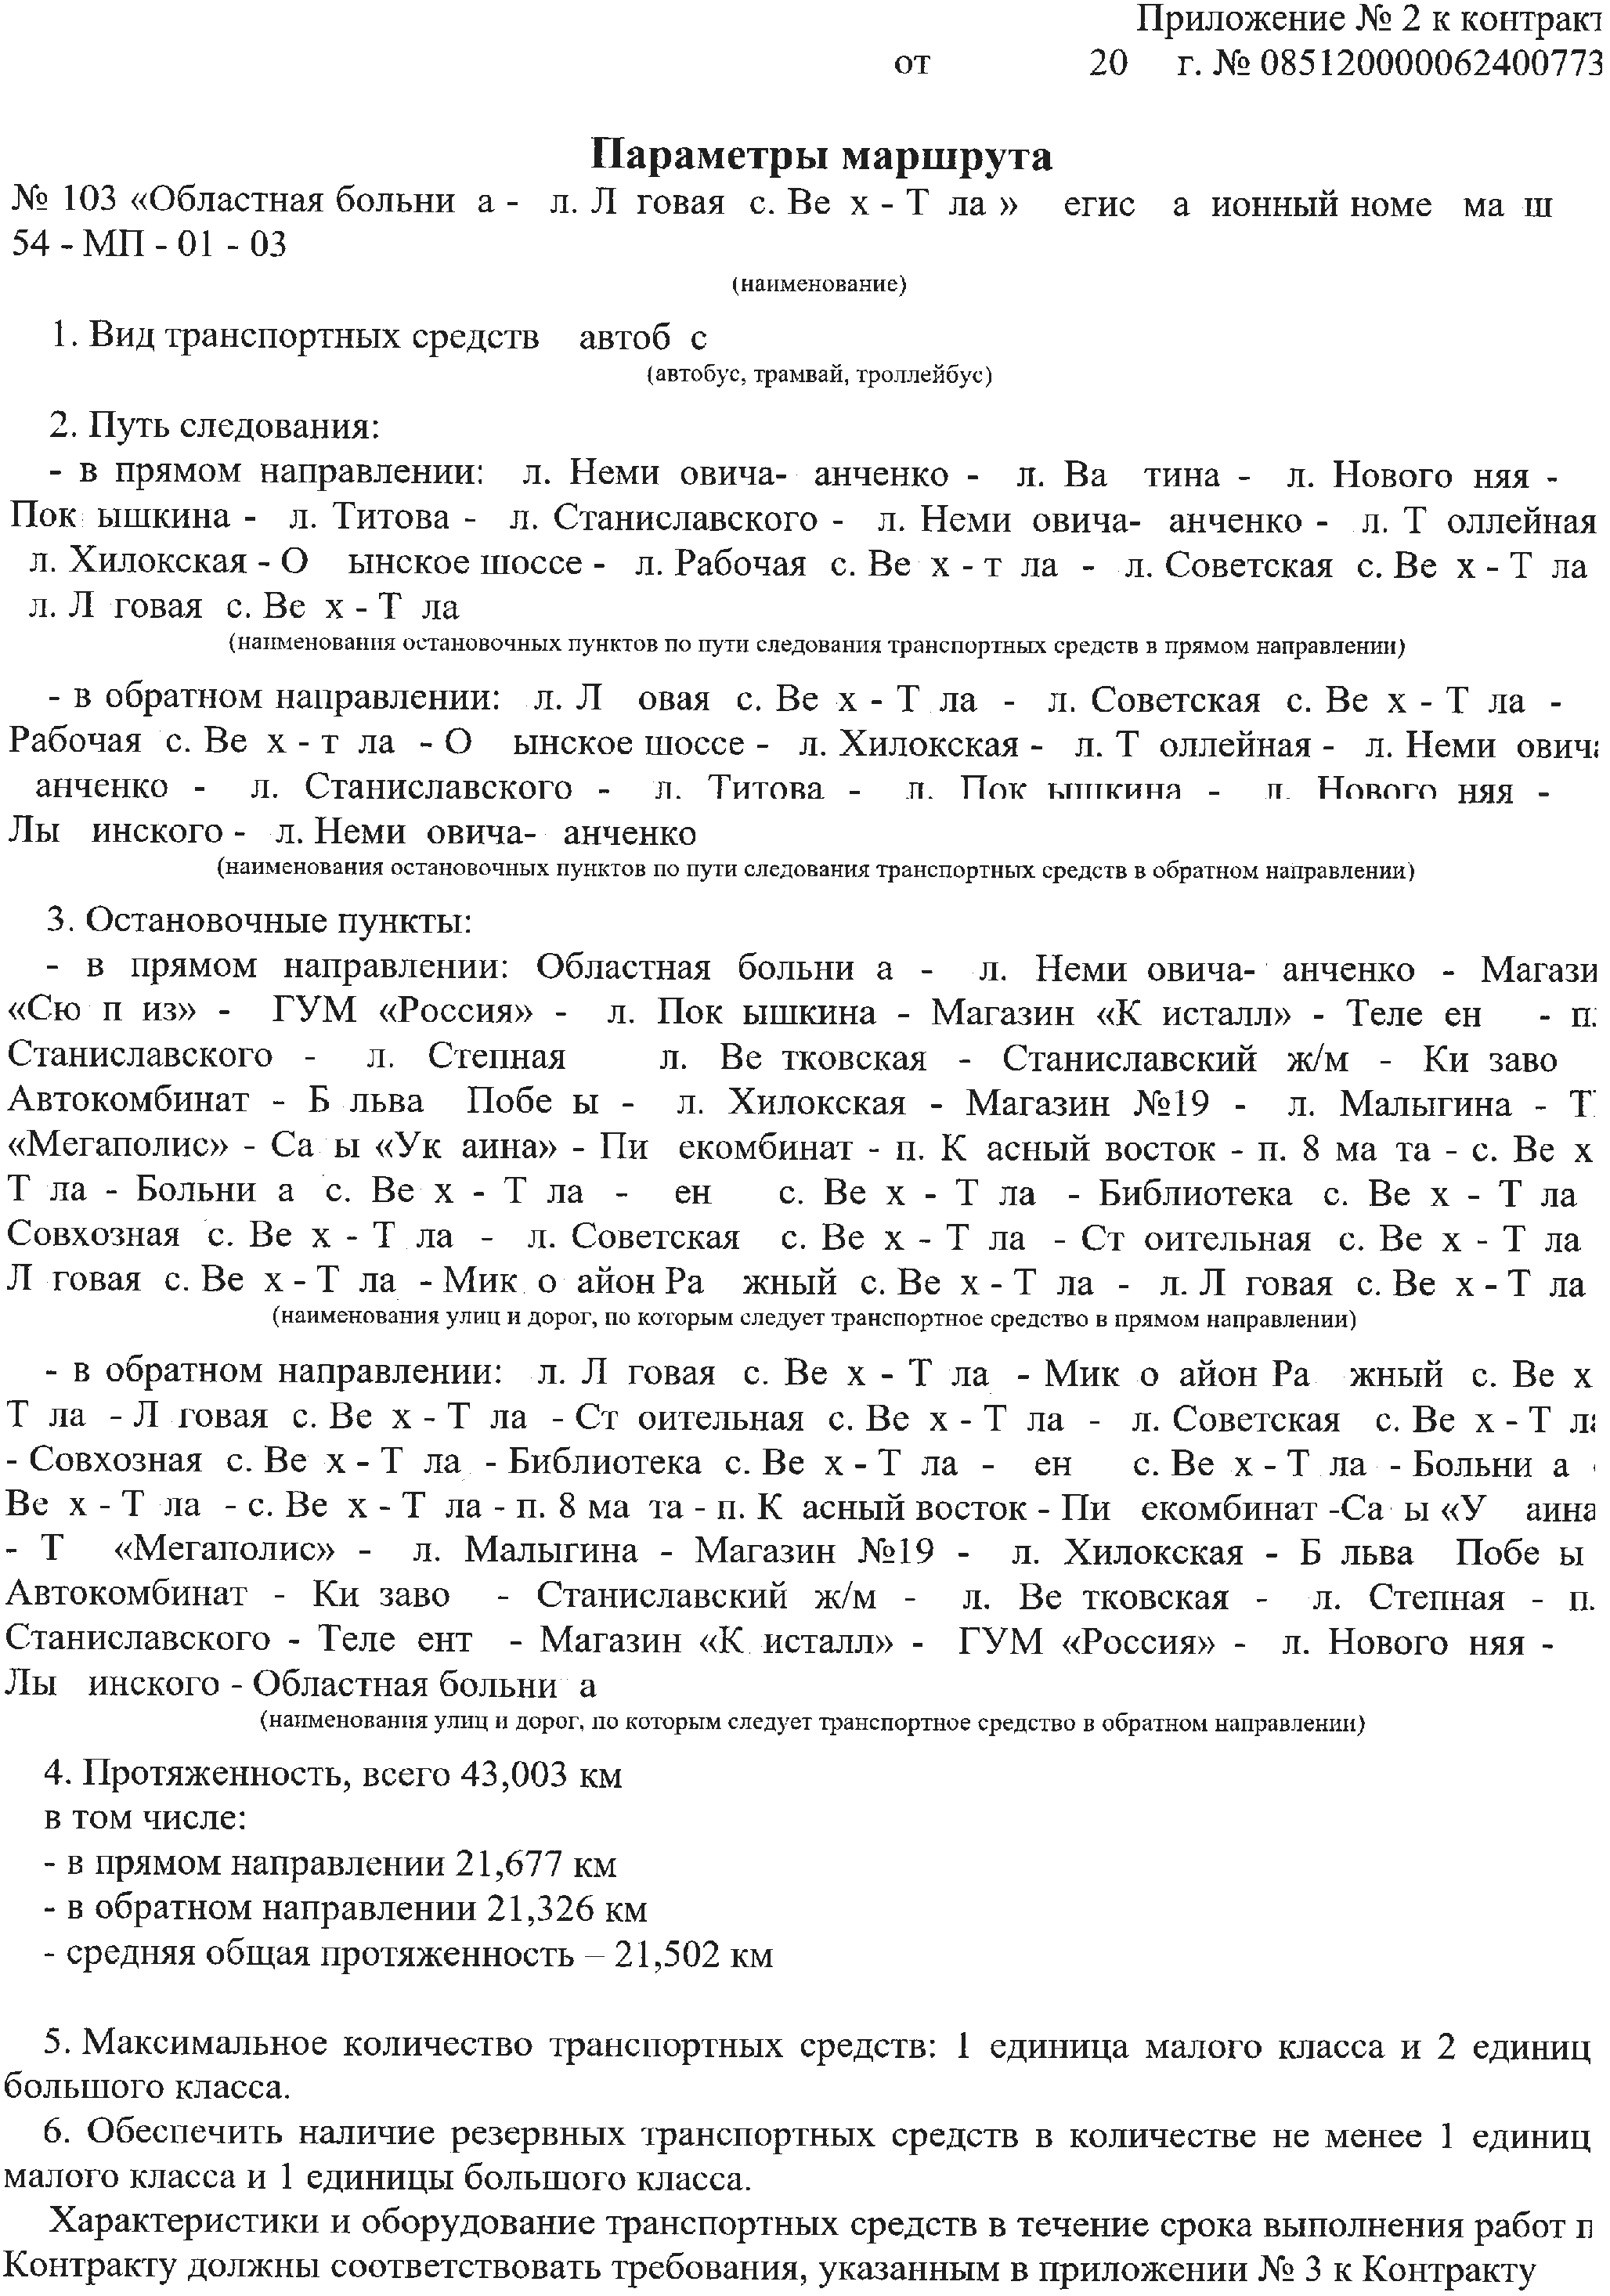 Приложение № 2 к контракт
от 20 г. № 085120000062400773
Параметры маршрута
№ 103 «Областная больни а - л. Л говая с. Ве х - Т ла » егис а ионный номе ма ш
54 - МП - 01 - 03
(наименование)
1. Вид транспортных средств автоб с
(автобус, трамвай, троллейбус)
2. Путь следования:
- в прямом направлении: л. Неми овича- анченко - л. Ва тина - л. Нового няя -
Пок ышкина - л. Титова - л. Станиславского - л. Неми овича- анченко - л. Т оллейная
л. Хилокская - О ынское шоссе - л. Рабочая с. Ве х - т ла - л. Советская с. Ве х - Т ла
л. Л говая с. Ве х - Т ла
(наименования остановочных пунктов по пути следования транспортных средств в прямом направлении)
- в обратном направлении: л. Л овая с. Ве х - Т ла - л. Советская с. Ве х - Т ла -
Рабочая с. Ве х - т ла - О ынское шоссе - л. Хилокская - л. Т оллейная - л. Неми овича
анченко - л. Станиславского - л. Титова - л. Пок ышкина - л. Нового няя -
Лы инского - л. Неми овича- анченко
(наименования остановочных пунктов по пути следования транспортных средств в обратном направлении)
3. Остановочные пункты:
- в прямом направлении: Областная больни а - л. Неми овича- анченко - Магази
«Сю п из» - ГУМ «Россия» - л. Пок ышкина - Магазин «К исталл» - Теле ен - пл
Станиславского - л. Степная л. Ве тковская - Станиславский ж/м - Ки заво
Автокомбинат - Б льва Побе ы - л. Хилокская - Магазин №19 - л. Малыгина - Т
«Мегаполис» - Са ы «Ук аина» - Пи екомбинат - п. К асный восток - п. 8 ма та - с. Ве х
Т ла - Больни а с. Ве х - Т ла - ен с. Ве х - Т ла - Библиотека с. Ве х - Т ла
Совхозная с. Ве х - Т ла - л. Советская с. Ве х - Т ла - Ст оительная с. Ве х - Т ла
Л говая с. Ве х - Т ла - Мик о айон Ра жный с. Ве х - Т ла - л. Л говая с. Ве х - Т ла
(наименования улиц и дорог, по которым следует транспортное средство в прямом направлении)
- в обратном направлении: л. Л говая с. Ве х - Т ла - Мик о айон Ра жный с. Ве х
Т ла - Л говая с. Ве х - Т ла - Ст оительная с. Ве х - Т ла - л. Советская с. Ве х - Т ла
- Совхозная с. Ве х - Т ла - Библиотека с. Ве х - Т ла - ен с. Ве х - Т ла - Больни а
Ве х - Т ла - с. Ве х - Т ла - п. 8 ма та - п. К асный восток - Пи екомбинат -Са ы «У аина
- Т «Мегаполис» - л. Малыгина - Магазин №19 - л. Хилокская - Б льва Побе ы
Автокомбинат - Ки заво - Станиславский ж/м - л. Ве тковская - л. Степная - п.
Станиславского - Теле ент - Магазин «К исталл» - ГУМ «Россия» - л. Нового няя -
Лы инского - Областная больни а
(наименования улиц и дорог, по которым следует транспортное средство в обратном направлении)
4. Протяженность, всего 43,003 км
в том числе:
- в прямом направлении 21,677 км
- в обратном направлении 21,326 км
- средняя общая протяженность – 21,502 км
5. Максимальное количество транспортных средств: 1 единица малого класса и 2 единиц
большого класса.
6. Обеспечить наличие резервных транспортных средств в количестве не менее 1 единиц
малого класса и 1 единицы большого класса.
Характеристики и оборудование транспортных средств в течение срока выполнения работ п
Контракту должны соответствовать требования, указанным в приложении № 3 к Контракту